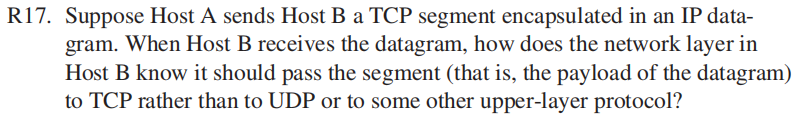 R17. Suppose Host A sends Host B a TCP segment encapsulated in an IP data-
gram. When Host B receives the datagram, how does the network layer in
Host B know it should pass the segment (that is, the payload of the datagram)
to TCP rather than to UDP or to some other upper-layer protocol?